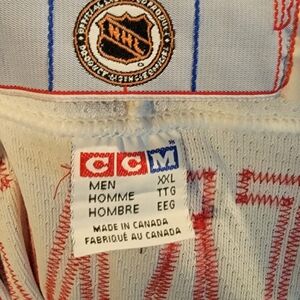 NHL
CCM
MEN XXL
HOMME TTG
HOMBRE EEG
MADE IN CANADA
FABRIQUÉ AU CANADA